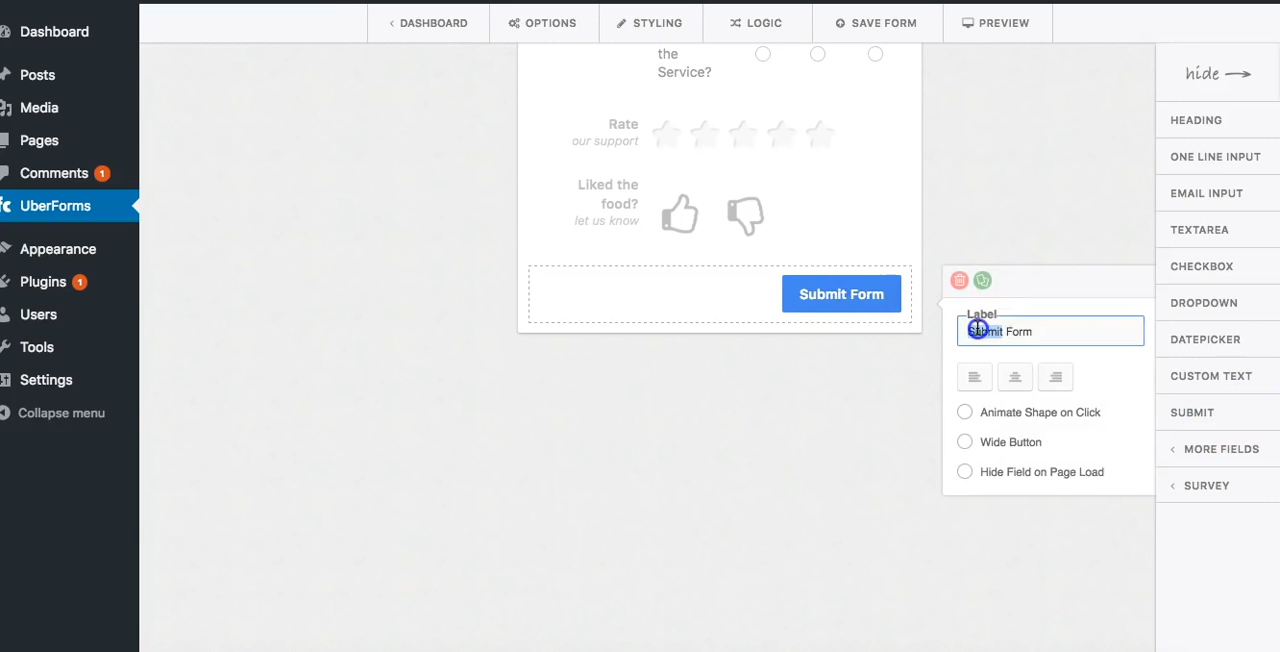 DASHBOARD
OPTIONS
STYLING
LOGIC
SAVE FORM
PREVIEW
Dashboard
Posts
Media
Pages
Comments 1
UberForms
Appearance
Plugins 1
Users
Tools
Settings
Collapse menu
the
Service?
Rate
our support
Liked the
food?
let us know
Submit Form
Label
Submit Form
Animate Shape on Click
Wide Button
Hide Field on Page Load
hide
HEADING
ONE LINE INPUT
EMAIL INPUT
TEXTAREA
CHECKBOX
DROPDOWN
DATEPICKER
CUSTOM TEXT
SUBMIT
MORE FIELDS
SURVEY